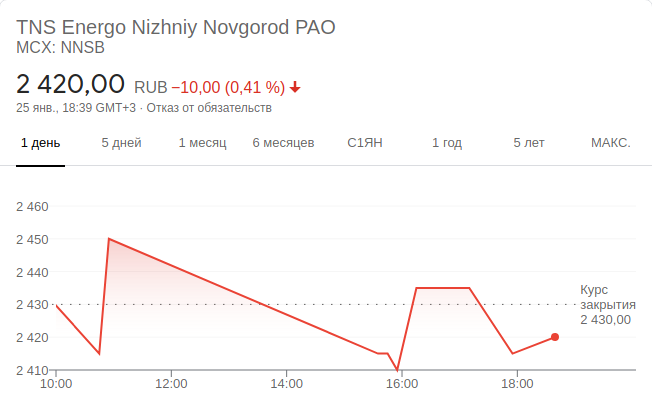 TNS Energo Nizhniy Novgorod PAO
MCX: NNSB
2 420,00 RUB −10,00 (0,41 %)
25 янв., 18:39 GMT+3 · Отказ от обязательств
1 день 5 дней 1 месяц 6 месяцев С1ЯН 1 год 5 лет МАКС.
2 460
2 450
2 440
2 430
2 420
2 410
Курс
закрытия
2 430,00
10:00 12:00 14:00 16:00 18:00